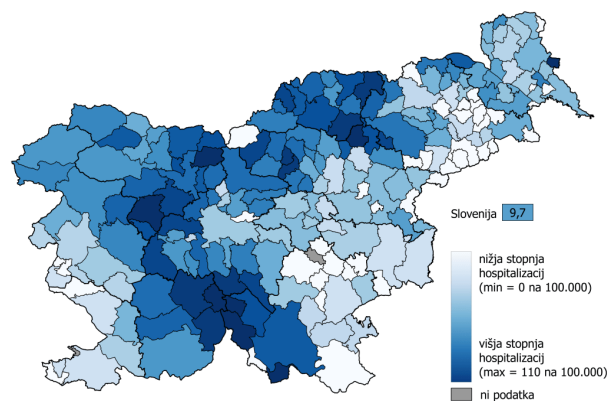 Slovenija 9,7
nižja stopnja
hospitalizacij
(min = 0 na 100.000)
višja stopnja
hospitalizacij
(max = 110 na 100.000)
ni podatka